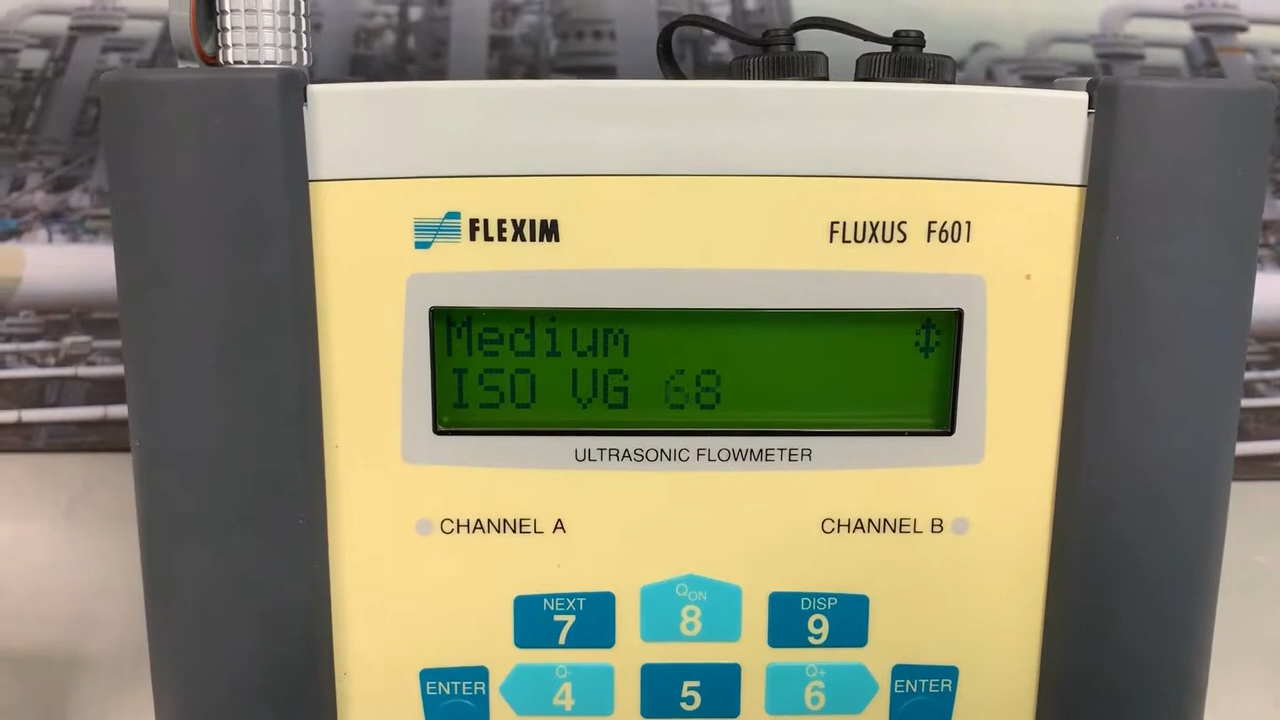 FLEXIM
FLUXUS F601
Medium
ISO VG 68
ULTRASONIC FLOWMETER
CHANNEL A
CHANNEL B
NEXT
7
QON
8
DISP
9
ENTER
Q-
4
5
Q+
6
ENTER